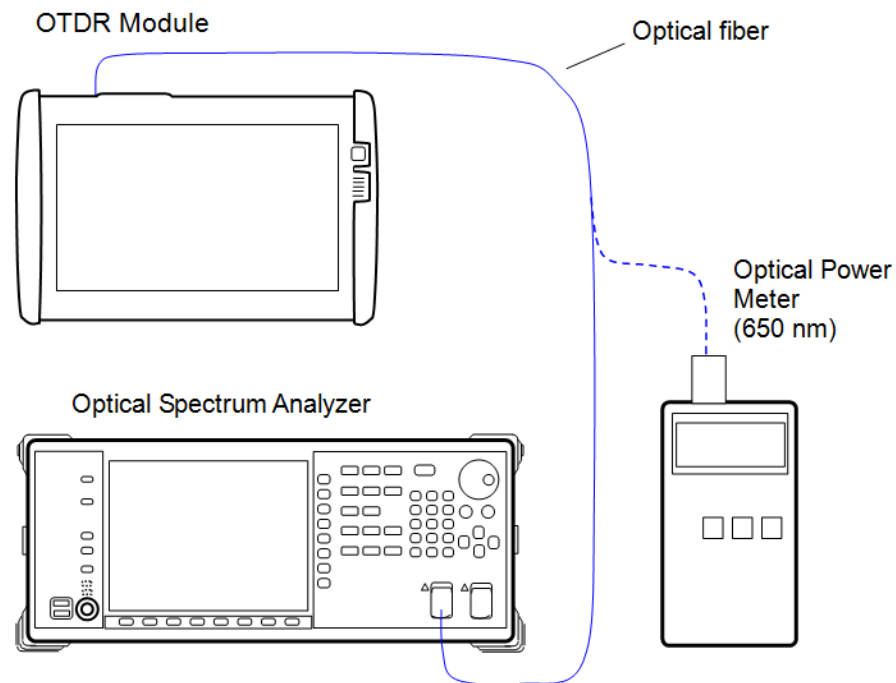 OTDR Module
Optical fiber
Optical Power
Meter
(650 nm)
Optical Spectrum Analyzer